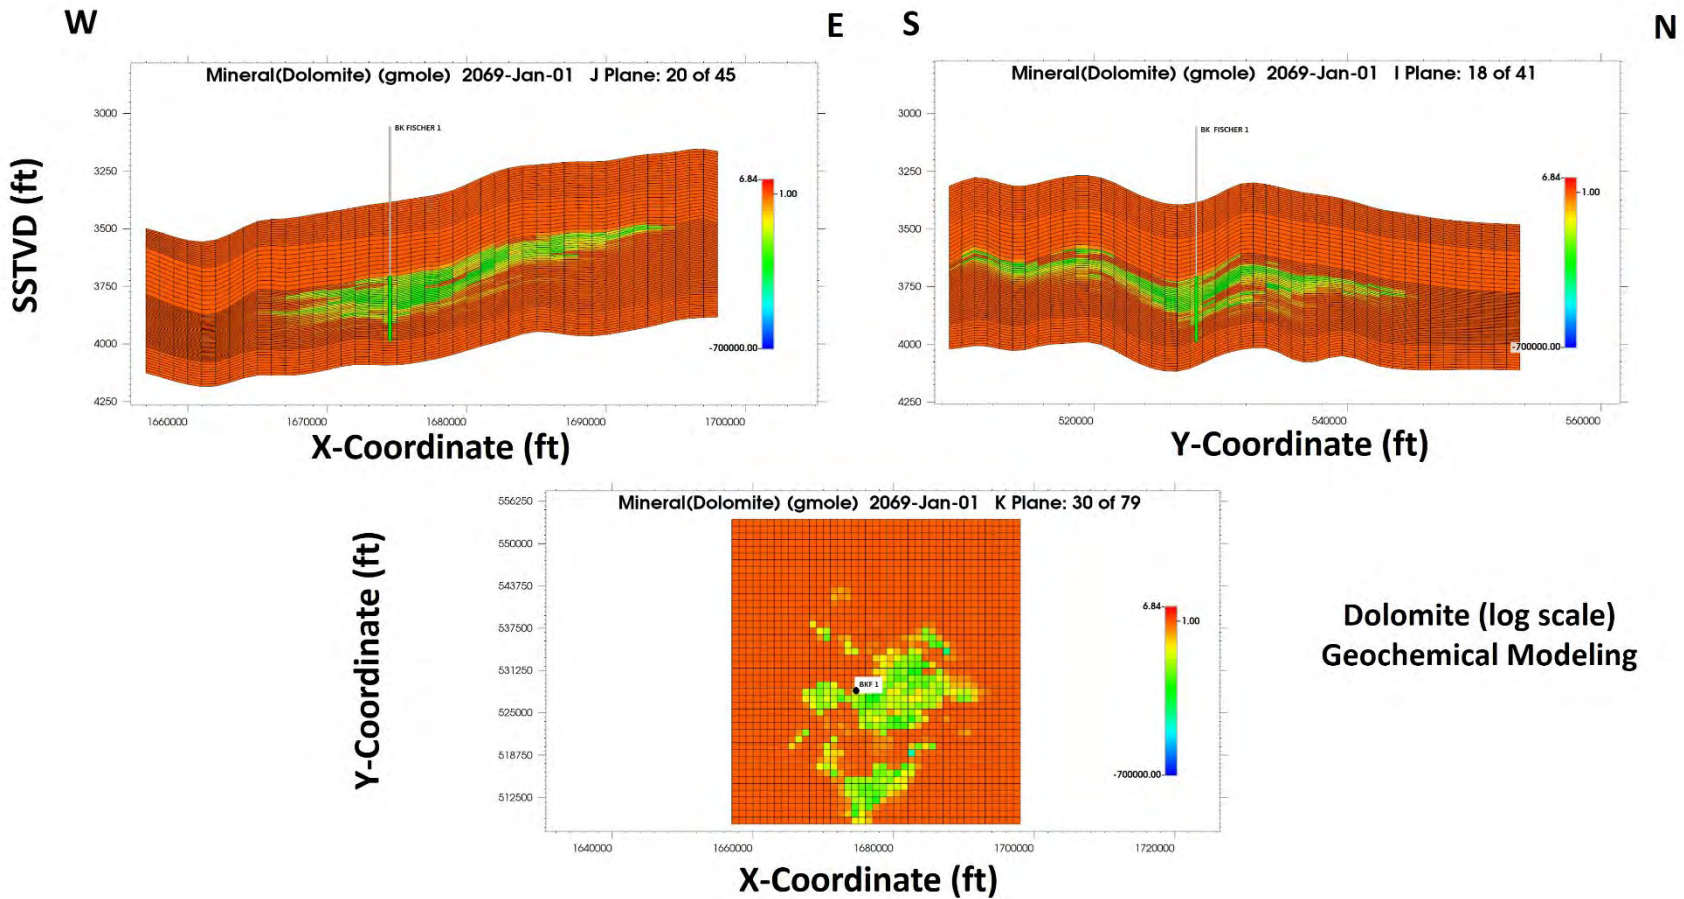 W
E
S
N
Mineral(Dolomite) (gmole) 2069-Jan-01 J Plane: 20 of 45
Mineral(Dolomite) (gmole) 2069-Jan-01 I Plane: 18 of 41
SSTVD (ft)
3000
3250
3500
3750
4000
4250
BK FISCHER 1
6.84
1.00
-700000.00
1660000
1670000
1680000
1690000
1700000
X-Coordinate (ft)
3000
3250
3500
3750
4000
4250
BK FISCHER 1
6.84
1.00
-700000.00
520000
540000
560000
Y-Coordinate (ft)
Mineral(Dolomite) (gmole) 2069-Jan-01 K Plane: 30 of 79
Y-Coordinate (ft)
556250
550000
543750
537500
531250
525000
518750
512500
BKF 1
6.84
1.00
-700000.00
1640000
1660000
1680000
1700000
1720000
X-Coordinate (ft)
Dolomite (log scale)
Geochemical Modeling